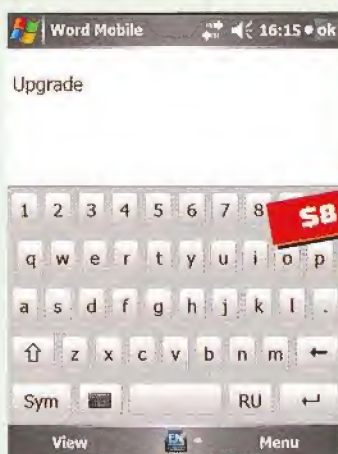 Word Mobile 16:15 ok
Upgrade
1 2 3 4 5 6 7 8
$8
q w e r t y u i o p
a s d f g h j k l .
z x c v b n m
Sym RU
EN
View Menu